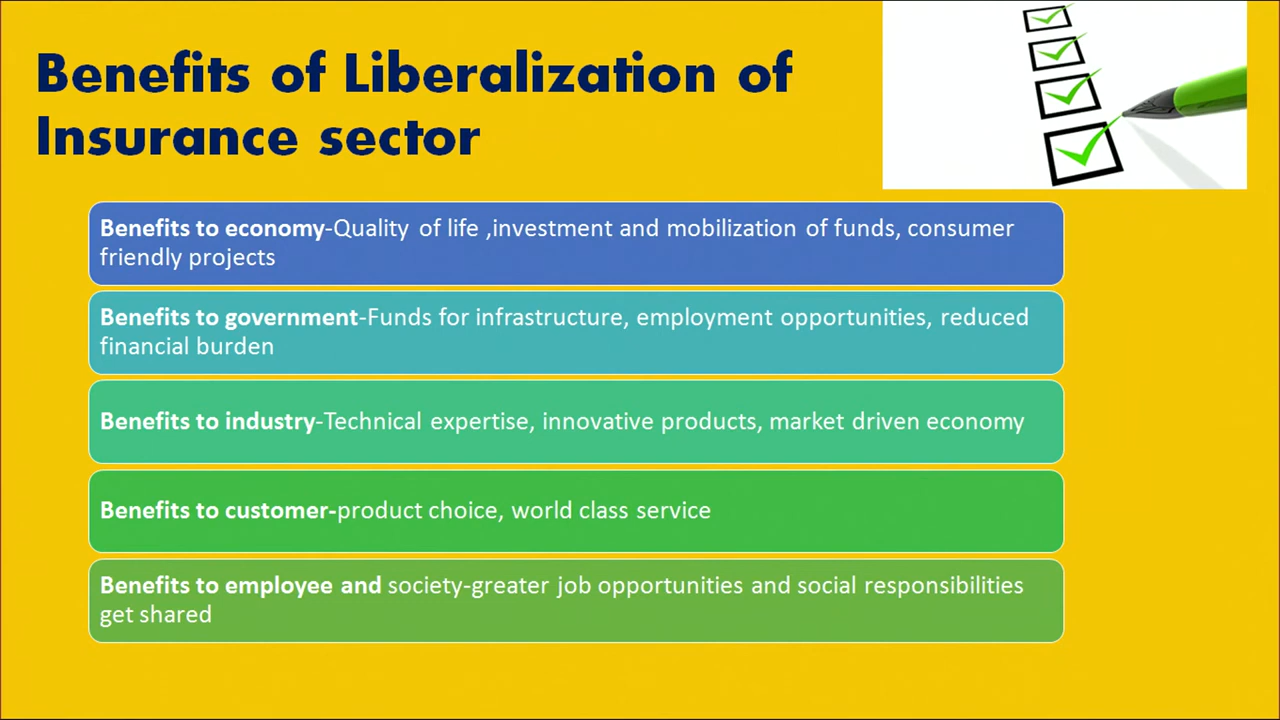 Benefits of Liberalization of
Insurance sector
Benefits to economy-Quality of life ,investment and mobilization of funds, consumer
friendly projects
Benefits to government-Funds for infrastructure, employment opportunities, reduced
financial burden
Benefits to industry-Technical expertise, innovative products, market driven economy
Benefits to customer-product choice, world class service
Benefits to employee and society-greater job opportunities and social responsibilities
get shared